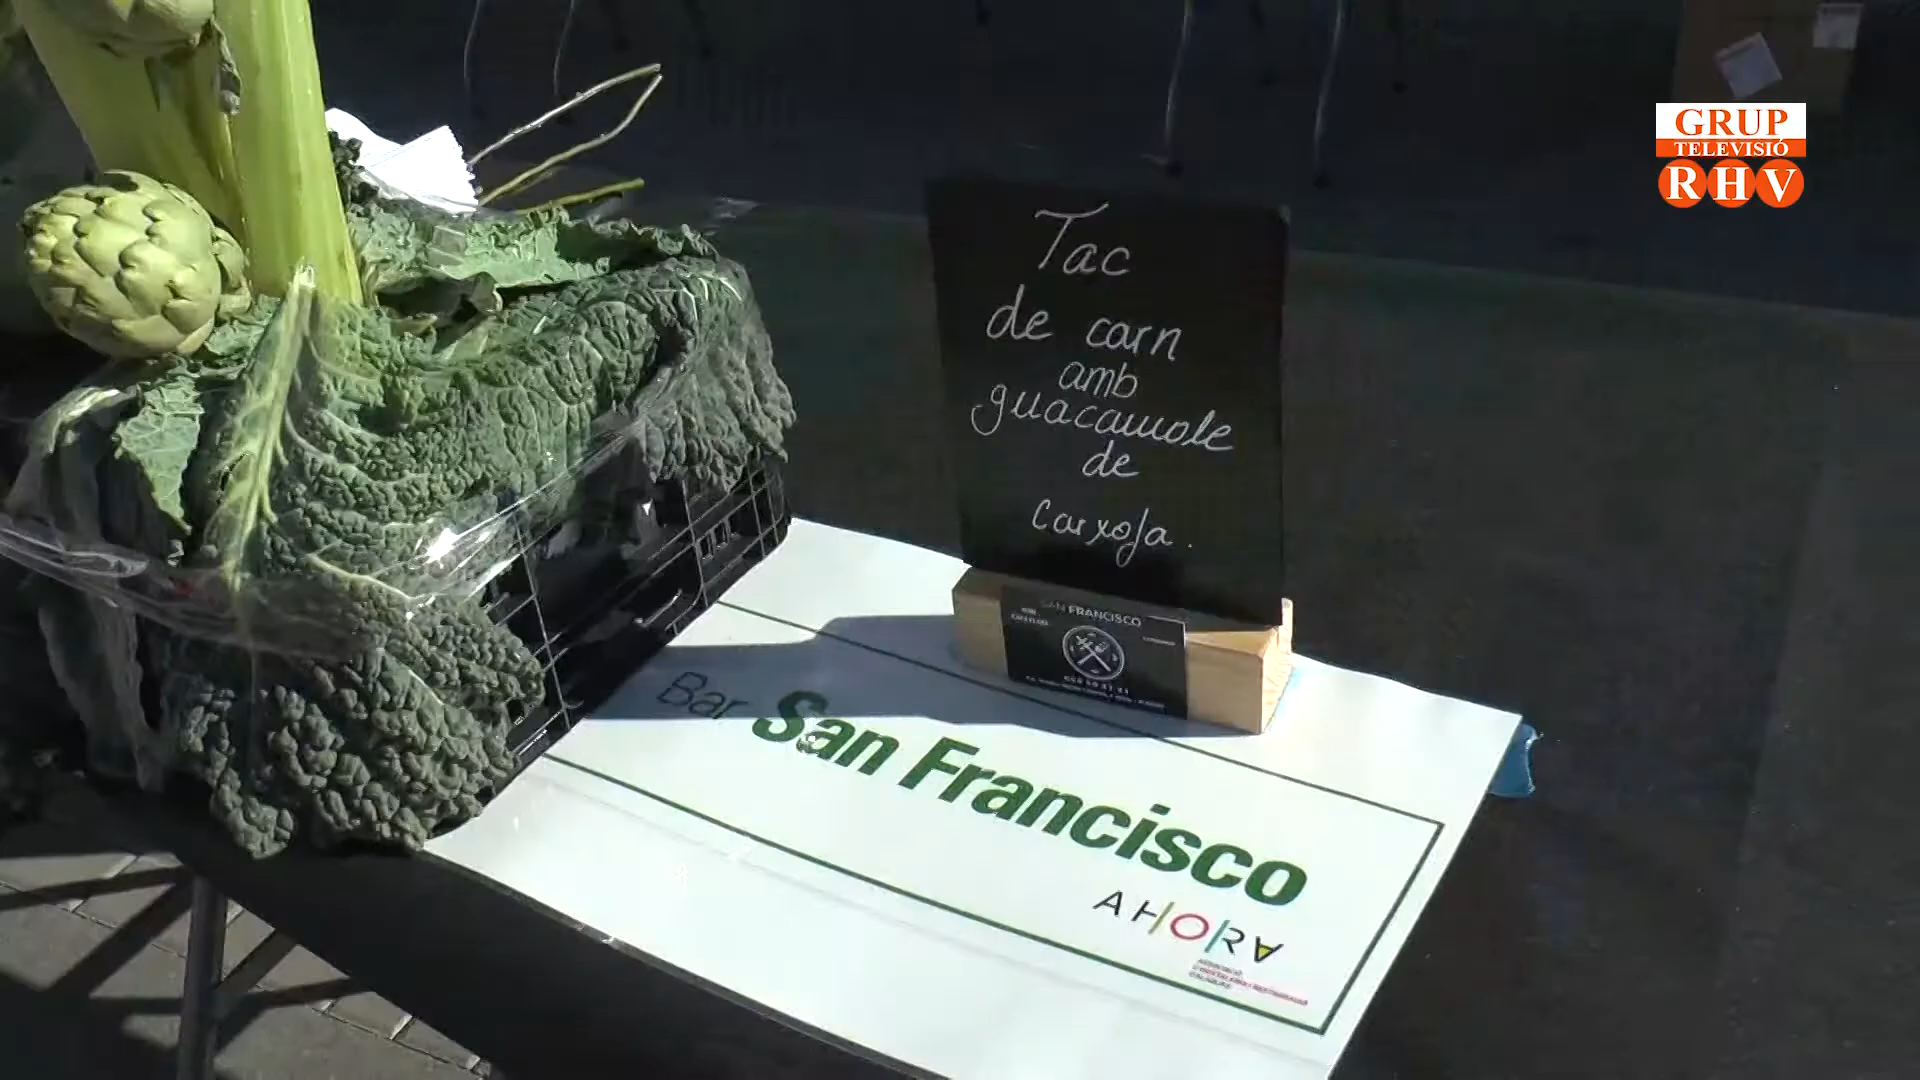 GRUP
TELEVISIÓ
RHV
Tac
de carn
amb
guacamole
de
Carxofa.
SAN FRANCISCO
Bar San Francisco
AHORA